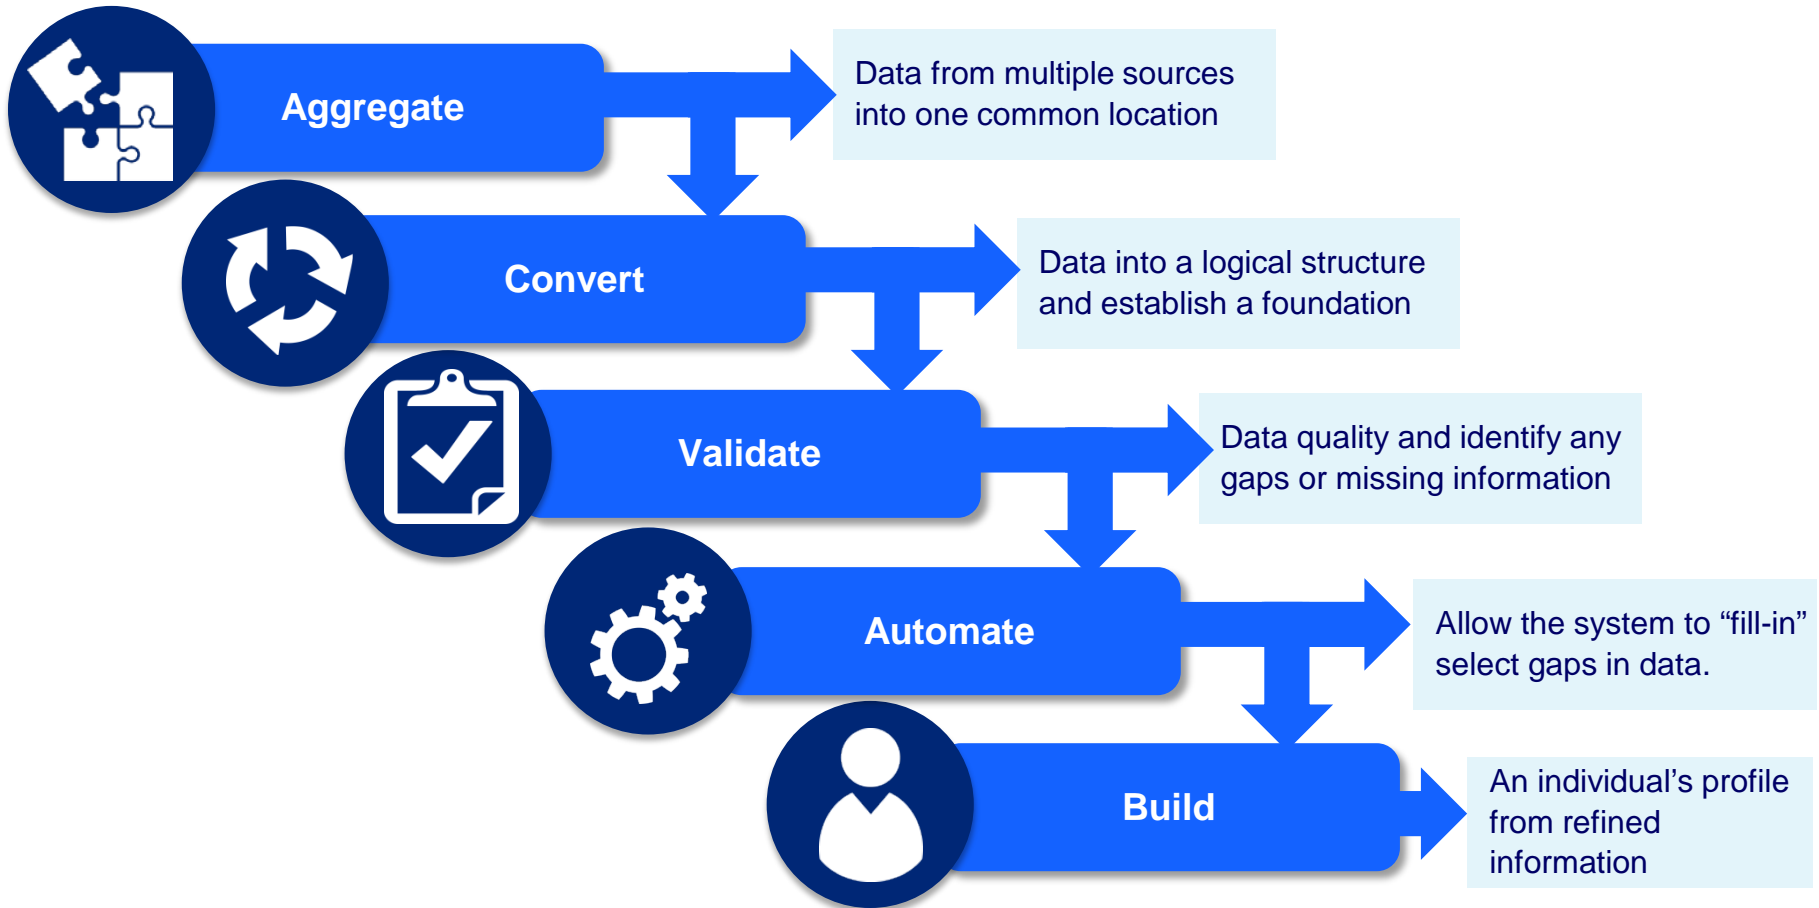 Aggregate
Data from multiple sources
into one common location
Convert
Data into a logical structure
and establish a foundation
Validate
Data quality and identify any
gaps or missing information
Automate
Allow the system to “fill-in”
select gaps in data.
Build
An individual’s profile
from refined
information